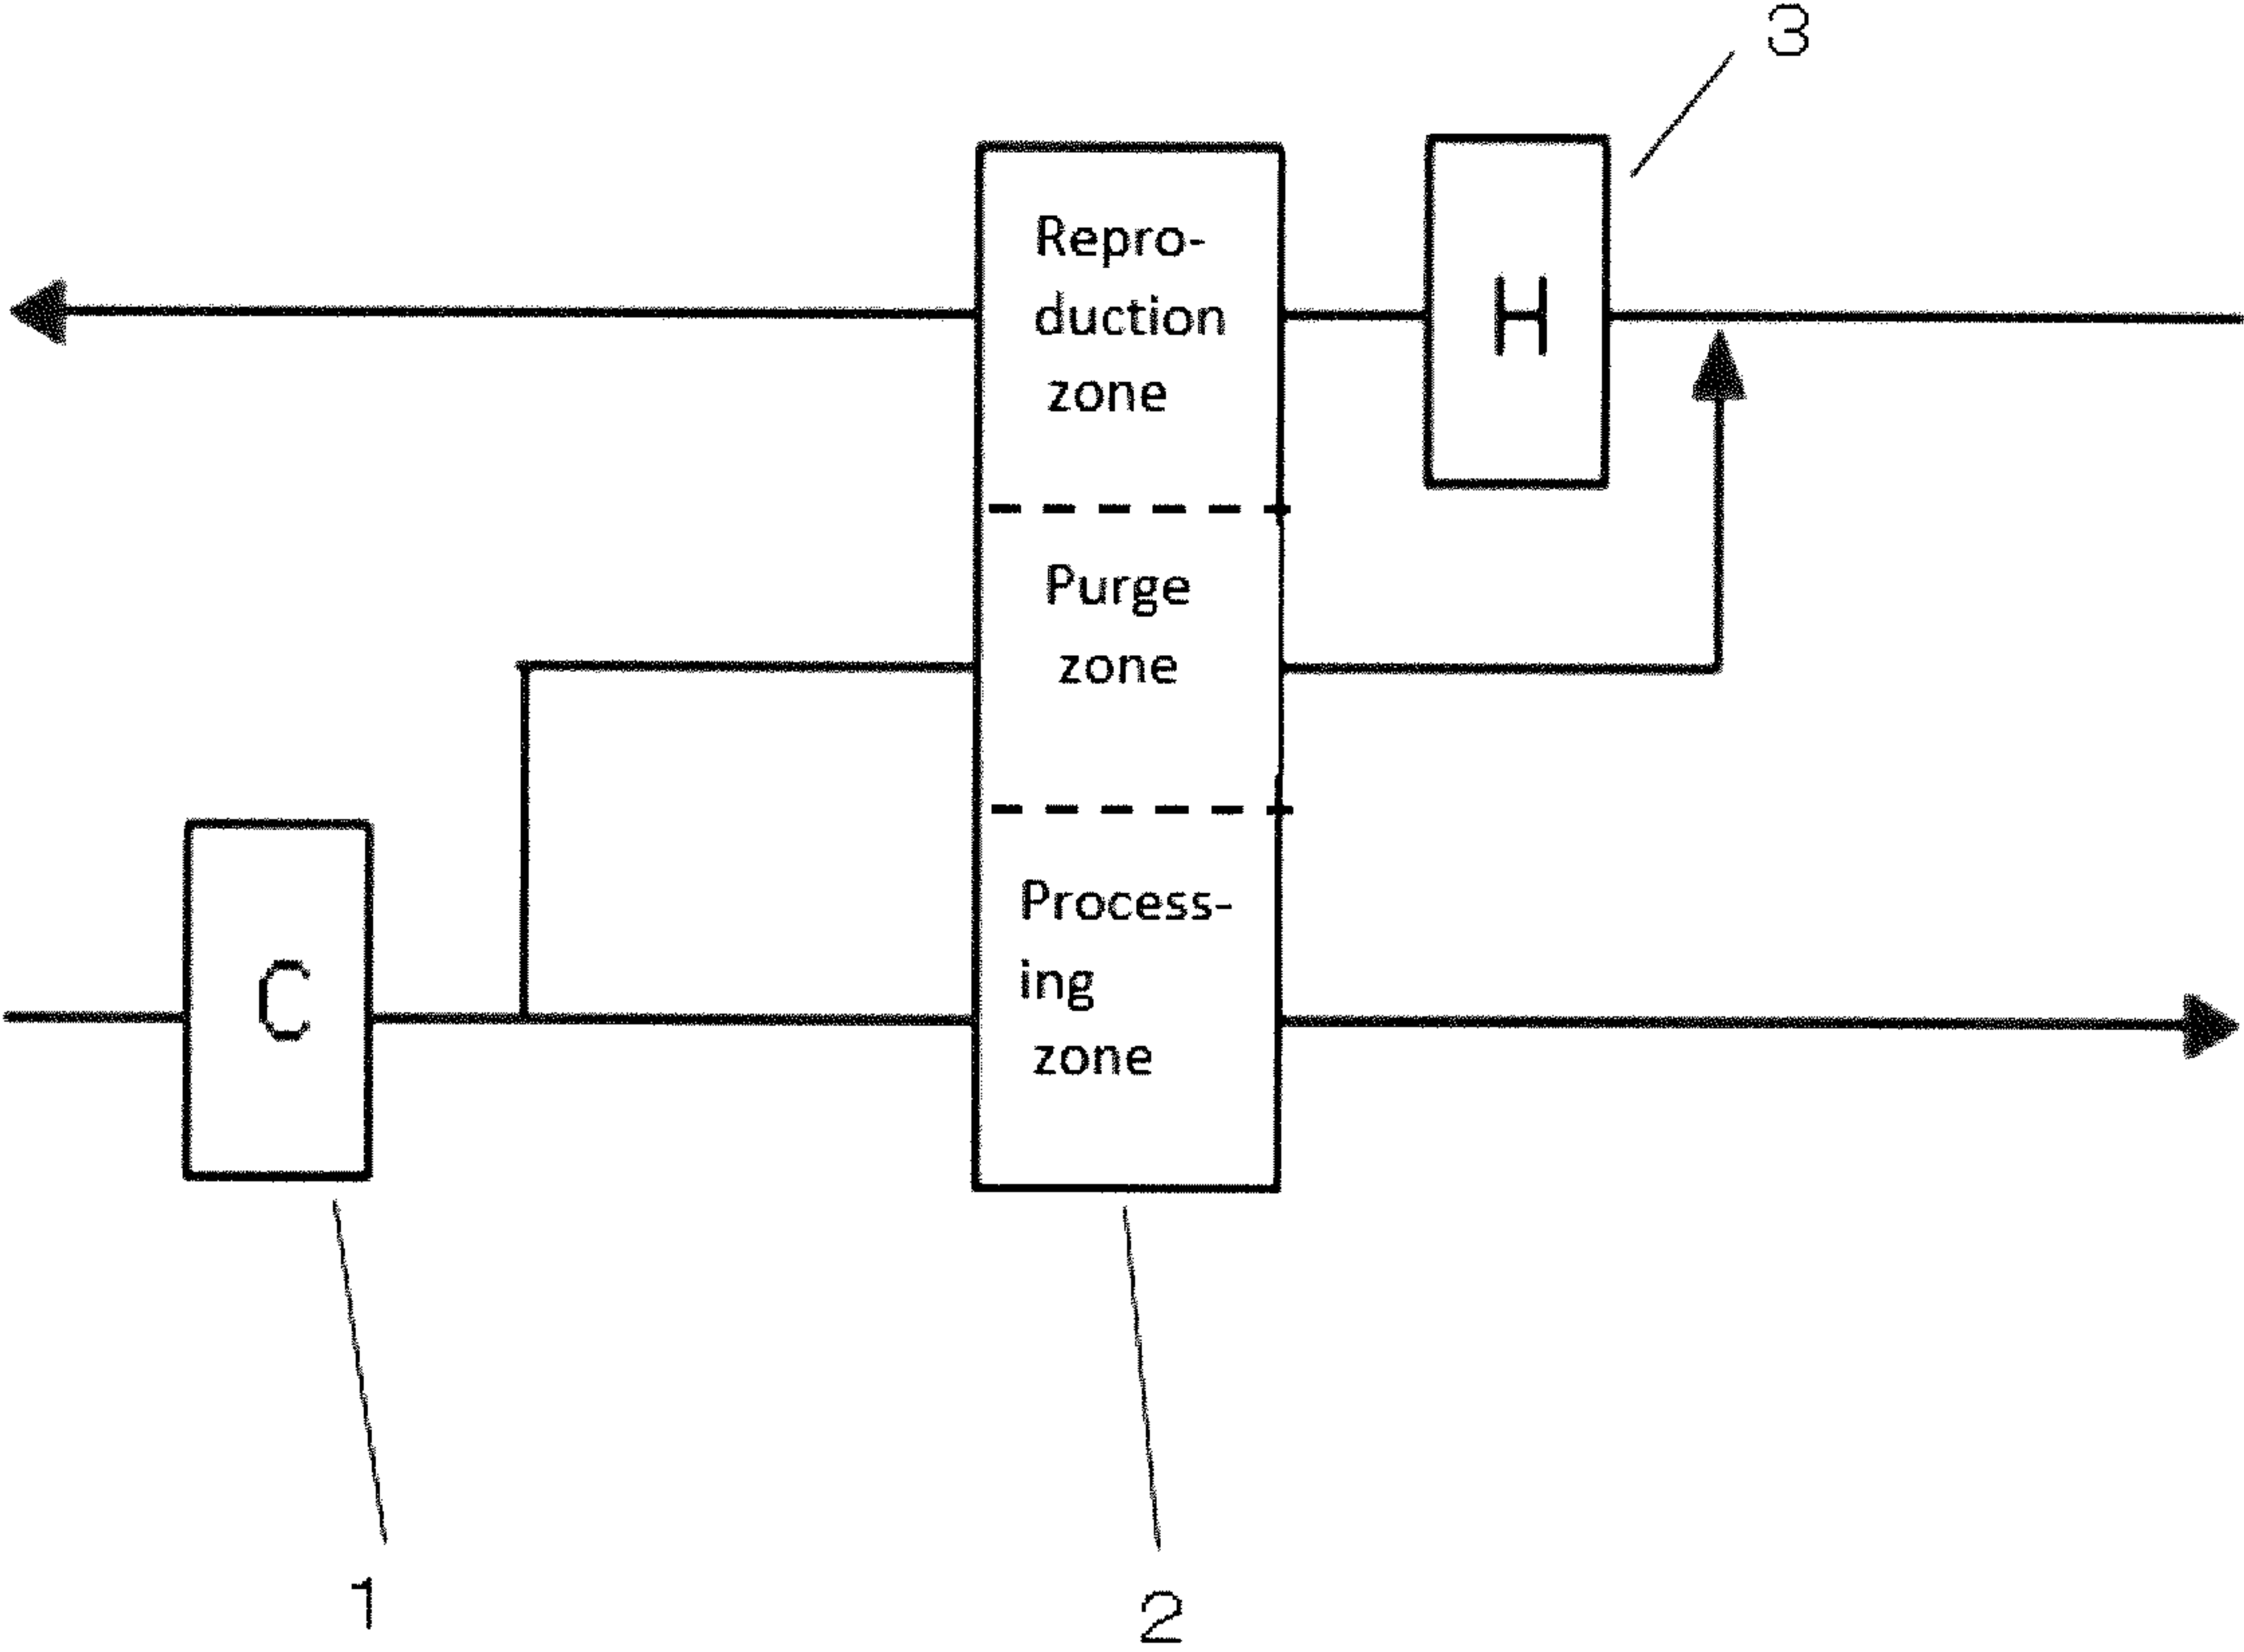 3
Repro-
duction
zone
H
Purge
zone
Process-
ing
zone
C
1
2